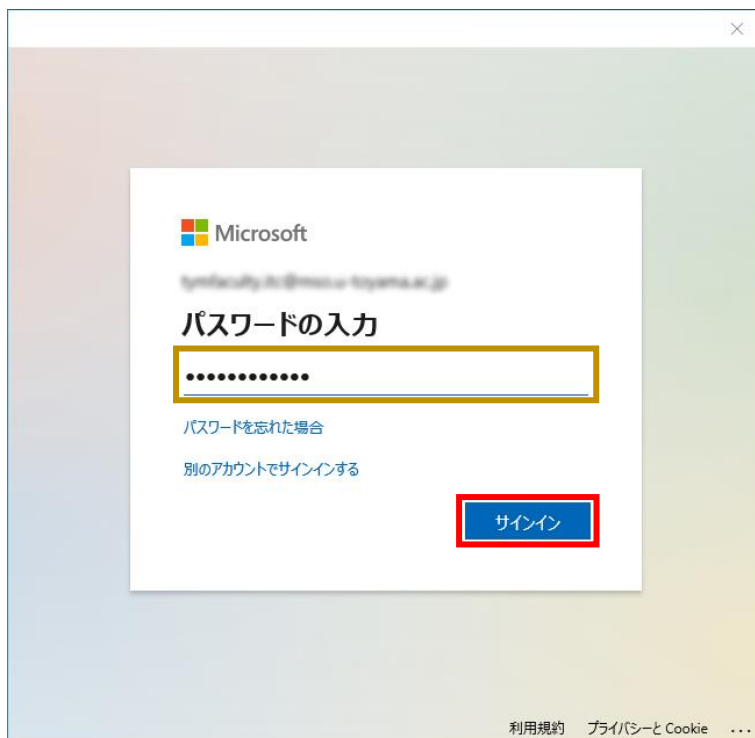 Microsoft
パスワードの入力
••••••••••••
パスワードを忘れた場合
別のアカウントでサインインする
サインイン
利用規約 プライバシーと Cookie ...